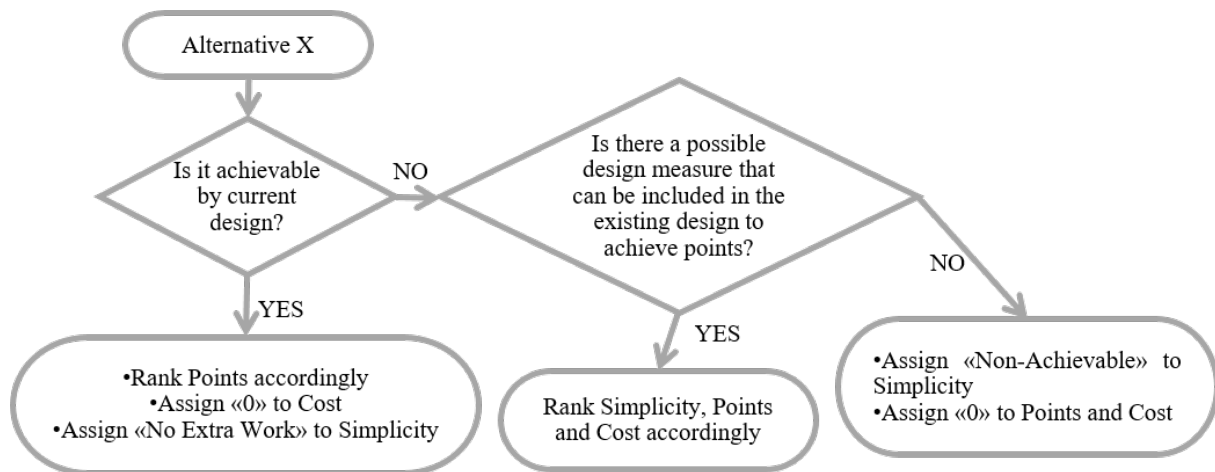 Alternative X
Is it achievable
by current
design?
NO
Is there a possible
design measure that
can be included in the
existing design to
achieve points?
NO
YES
•Rank Points accordingly
•Assign «0» to Cost
•Assign «No Extra Work» to Simplicity
YES
Rank Simplicity, Points
and Cost accordingly
•Assign «Non-Achievable» to
Simplicity
•Assign «0» to Points and Cost